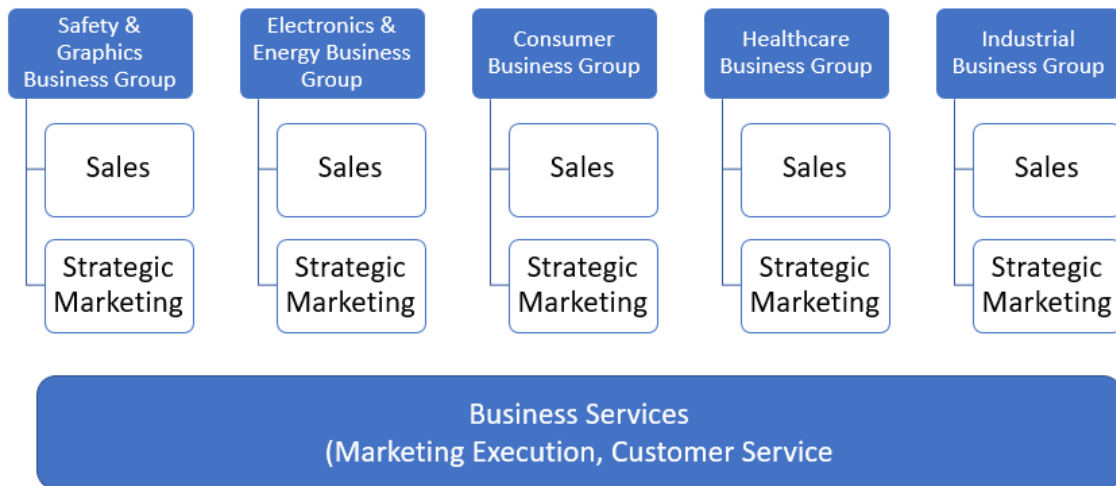 Safety &
Graphics
Business Group
Electronics &
Energy Business
Group
Consumer
Business Group
Healthcare
Business Group
Industrial
Business Group
Sales
Sales
Sales
Sales
Sales
Strategic
Marketing
Strategic
Marketing
Strategic
Marketing
Strategic
Marketing
Strategic
Marketing
Business Services
(Marketing Execution, Customer Service